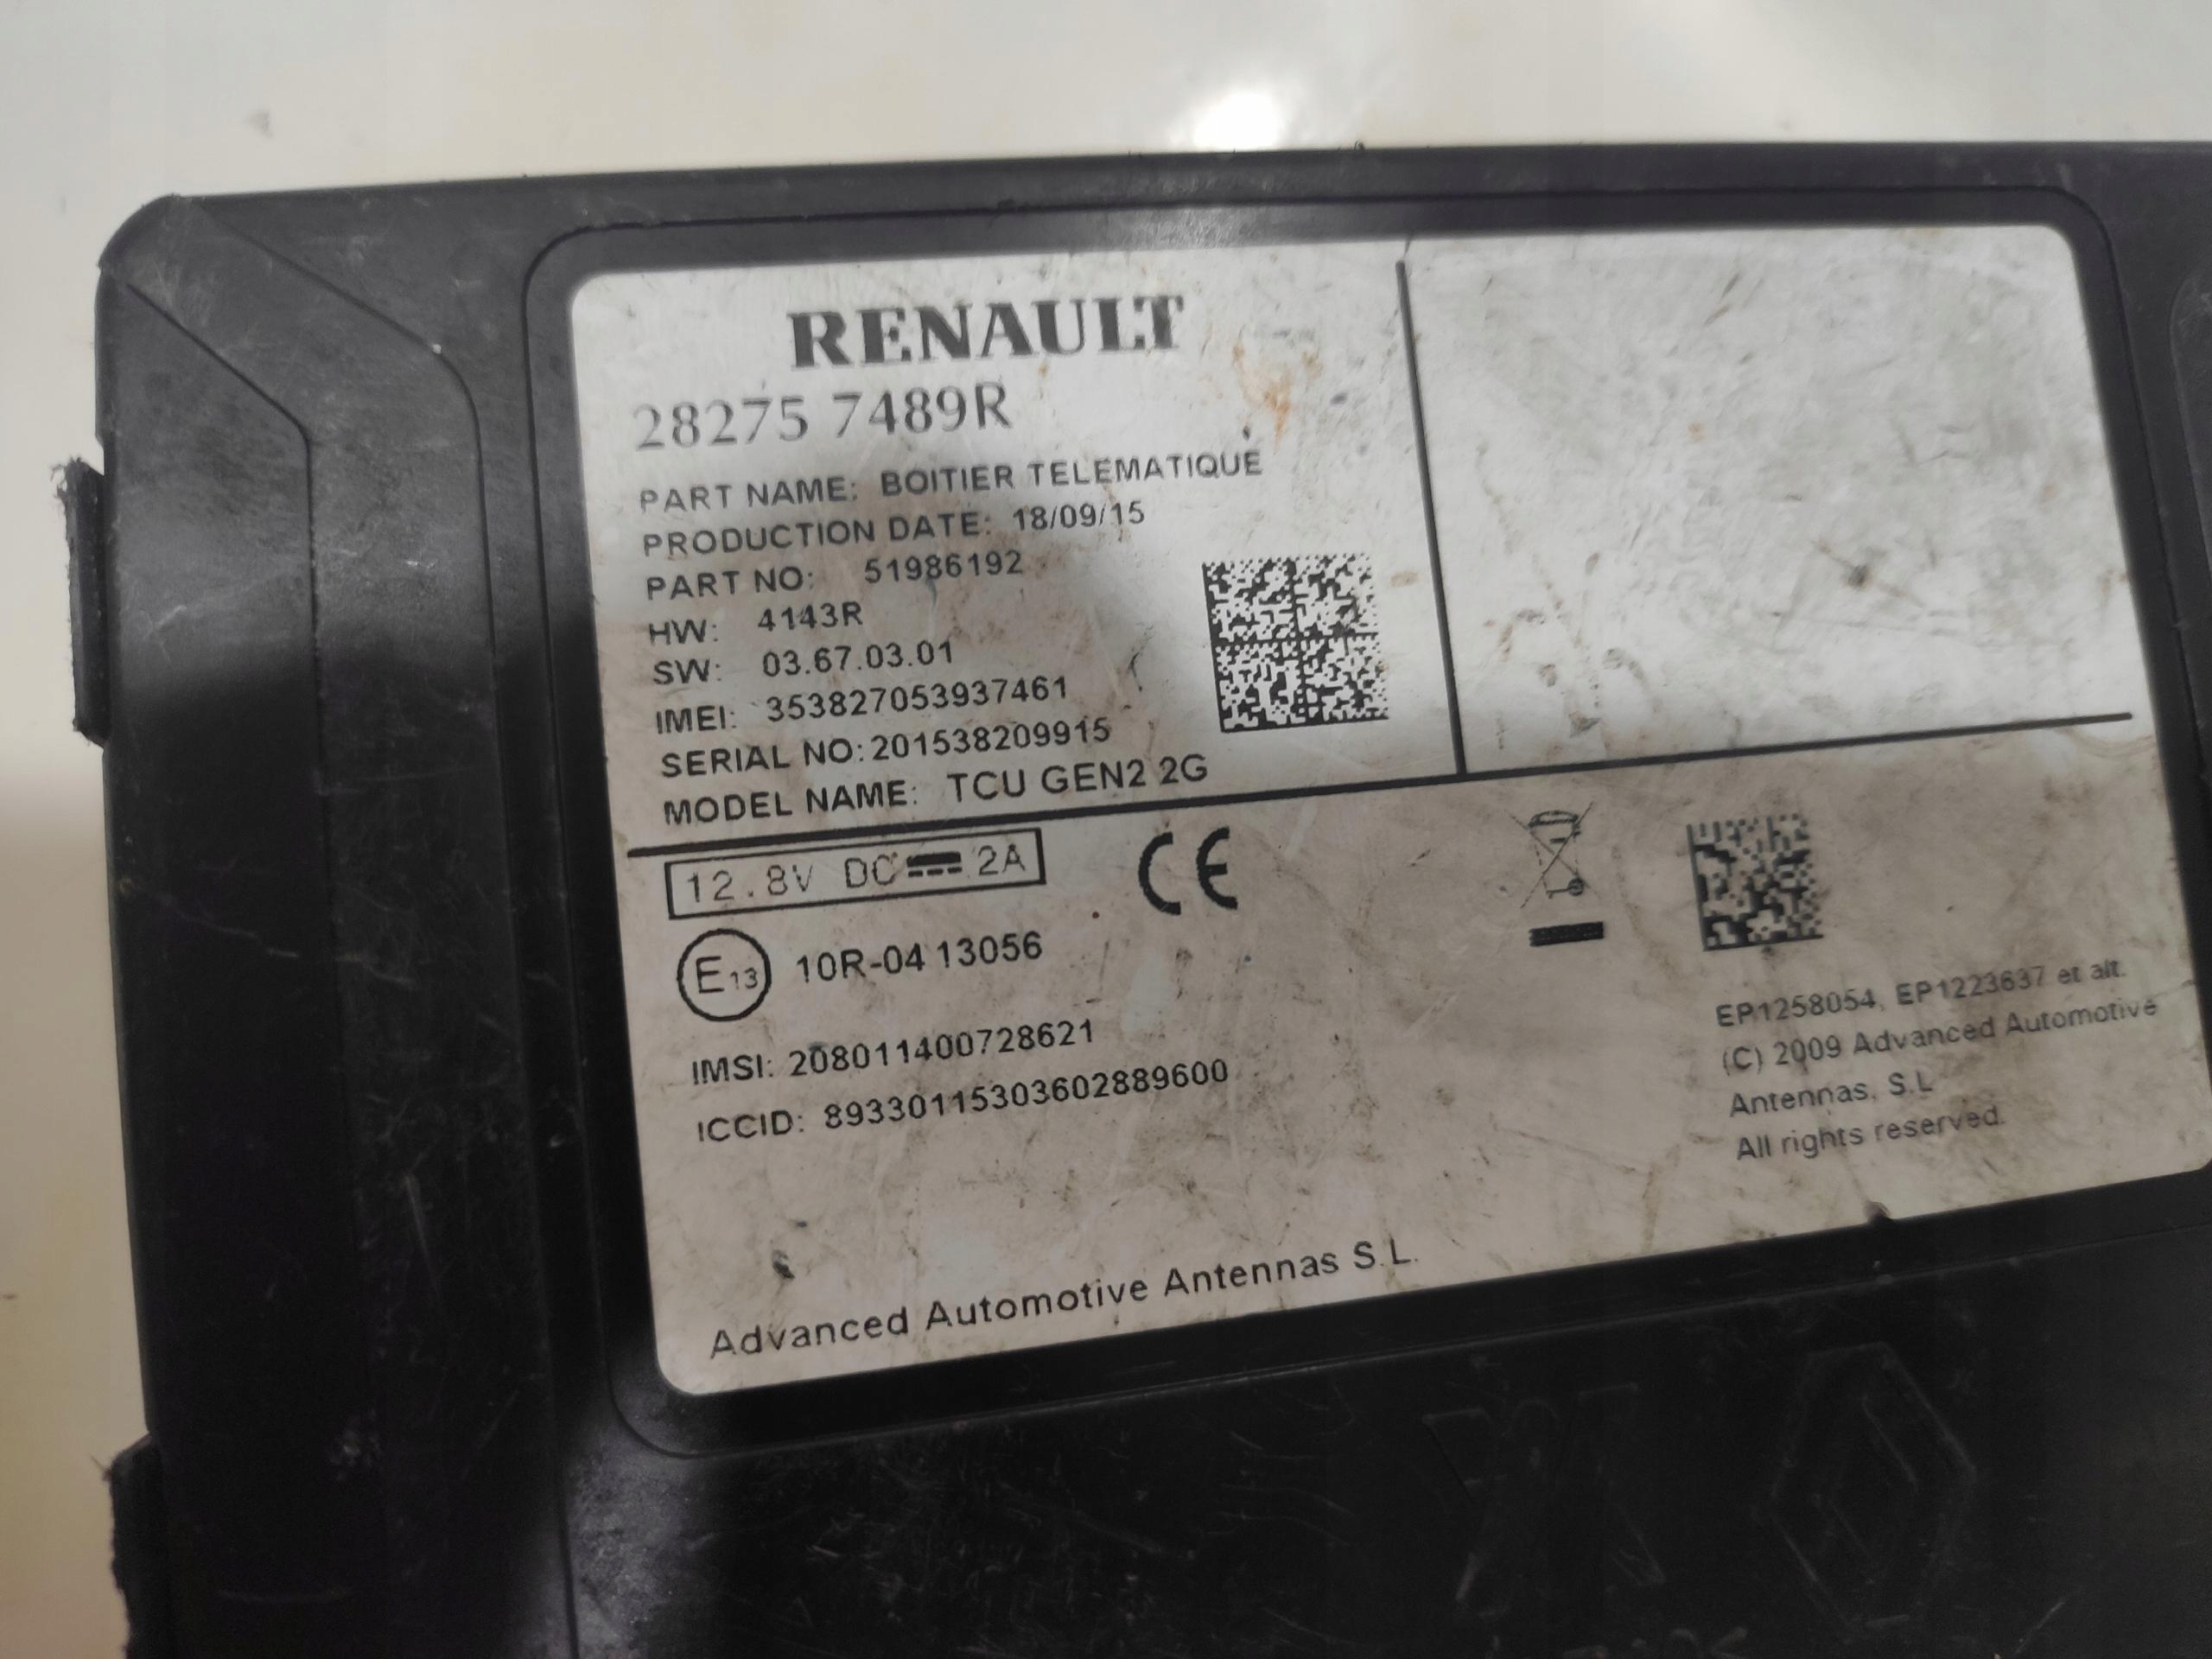 RENAULT
28275 7489R
PART NAME: BOITIER TELEMATIQUE
PRODUCTION DATE: 18/09/15
PART NO: 51986192
HW: 4143R
SW: 03.67.03.01
IMEI: 353827053937461
SERIAL NO: 201538209915
MODEL NAME: TCU GEN2 2G
12.8V DC 2A
CE
E13 10R-04 13056
IMSI: 208011400728621
ICCID: 89330115303602889600
EP1258054, EP1223637 et alt.
(C) 2009 Advanced Automotive
Antennas, S.L
All rights reserved.
Advanced Automotive Antennas S.L.